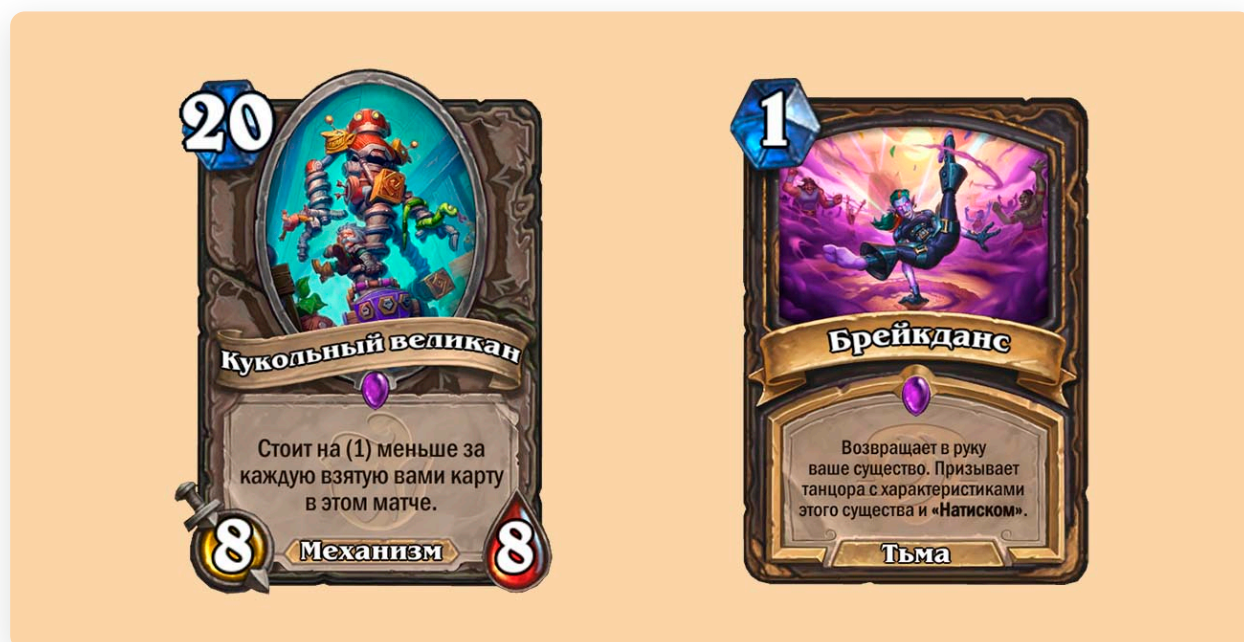 20
Кукольный великан
Стоит на (1) меньше за
каждую взятую вами карту
в этом матче.
8
Механизм
8
1
Брейкданс
Возвращает в руку
ваше существо. Призывает
танцора с характеристиками
этого существа и «Натиском».
Тьма